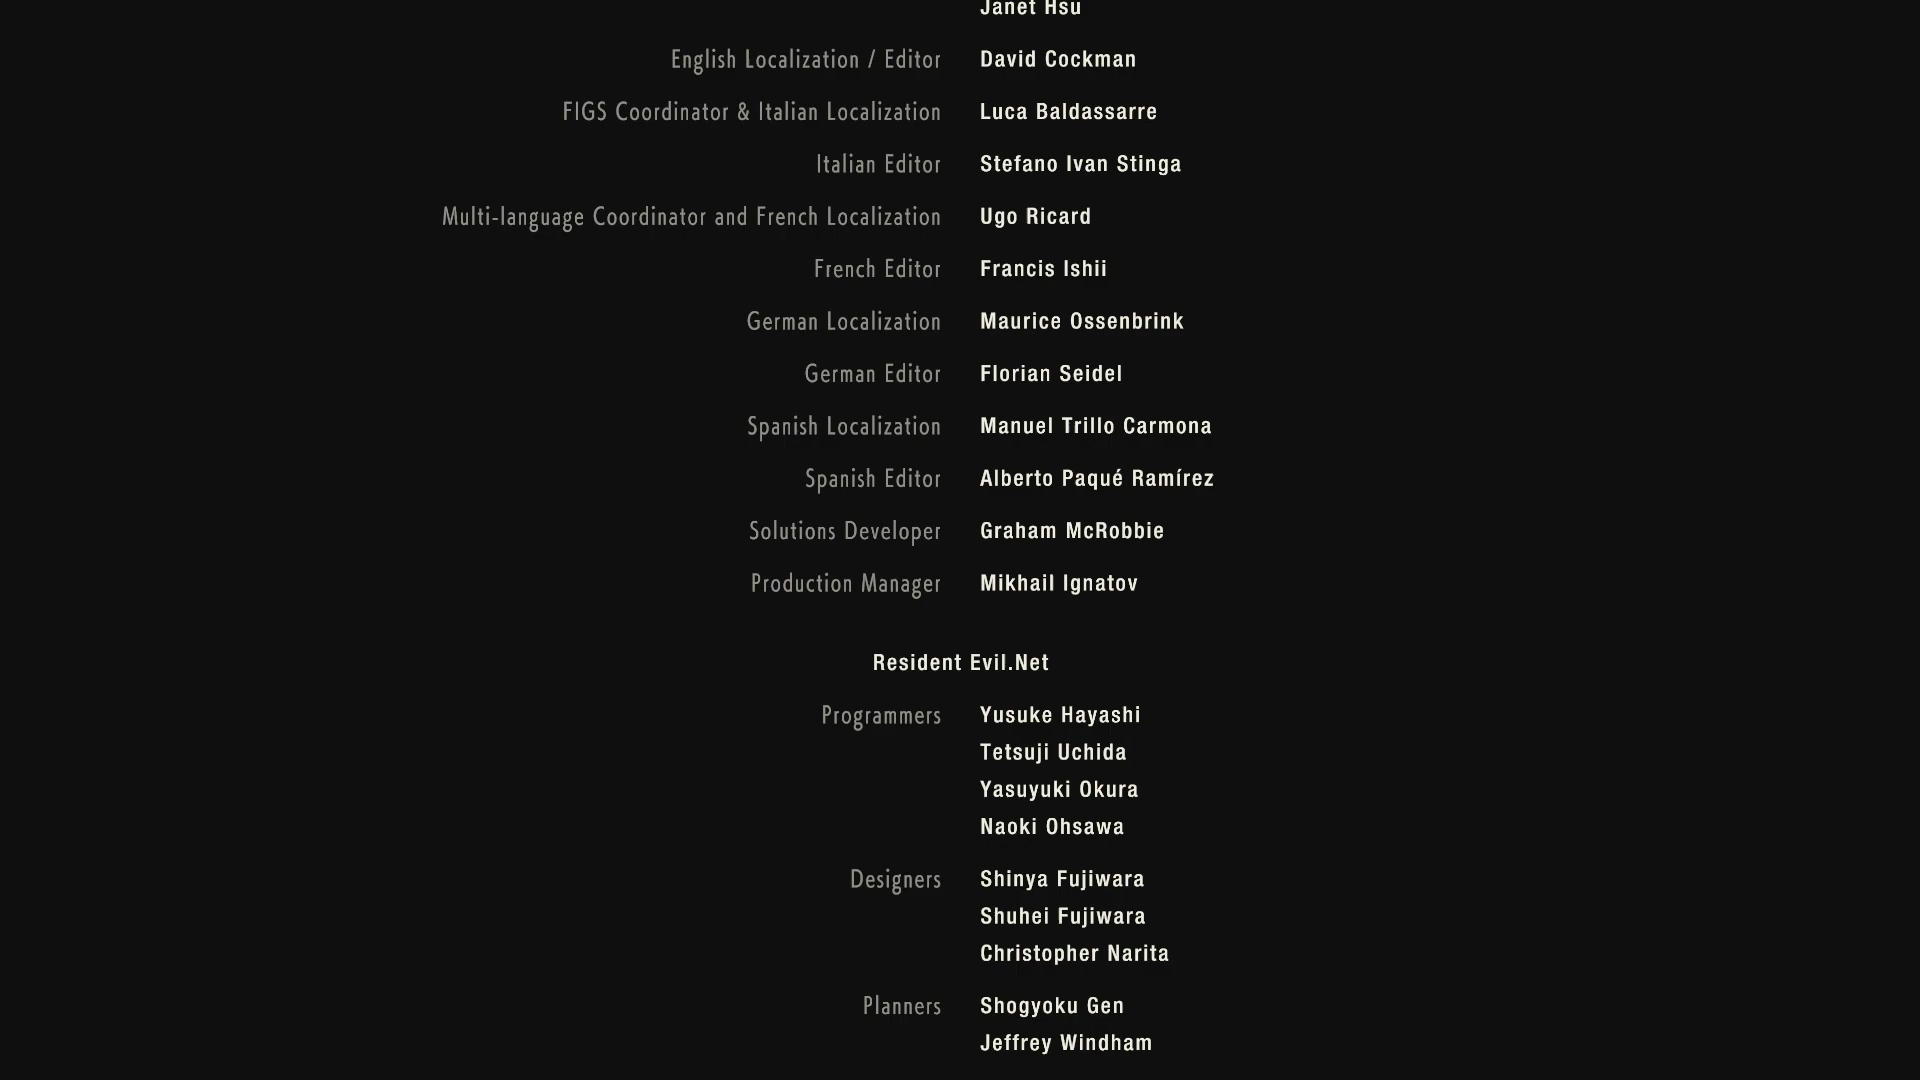 Janet Hsu
English Localization / Editor David Cockman
FIGS Coordinator & Italian Localization Luca Baldassarre
Italian Editor Stefano Ivan Stinga
Multi-language Coordinator and French Localization Ugo Ricard
French Editor Francis Ishii
German Localization Maurice Ossenbrink
German Editor Florian Seidel
Spanish Localization Manuel Trillo Carmona
Spanish Editor Alberto Paqué Ramírez
Solutions Developer Graham McRobbie
Production Manager Mikhail Ignatov
Resident Evil.Net
Programmers Yusuke Hayashi
Tetsuji Uchida
Yasuyuki Okura
Naoki Ohsawa
Designers Shinya Fujiwara
Shuhei Fujiwara
Christopher Narita
Planners Shogyoku Gen
Jeffrey Windham